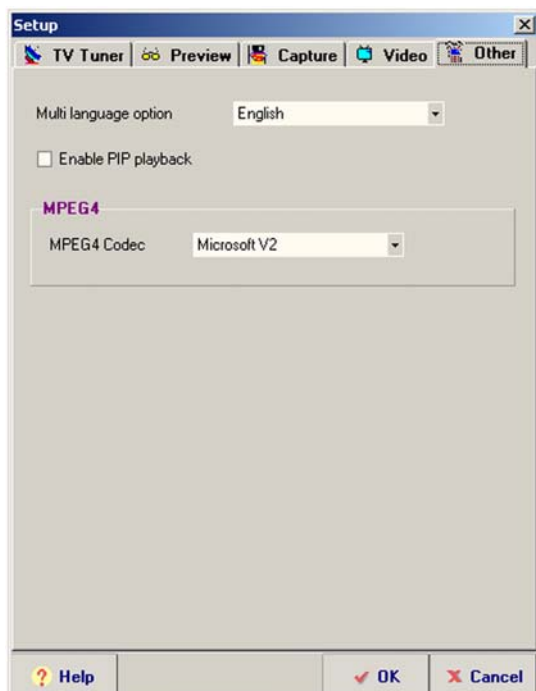 Setup
TV Tuner Preview Capture Video Other
Multi language option English
Enable PIP playback
MPEG4
MPEG4 Codec Microsoft V2
? Help OK Cancel